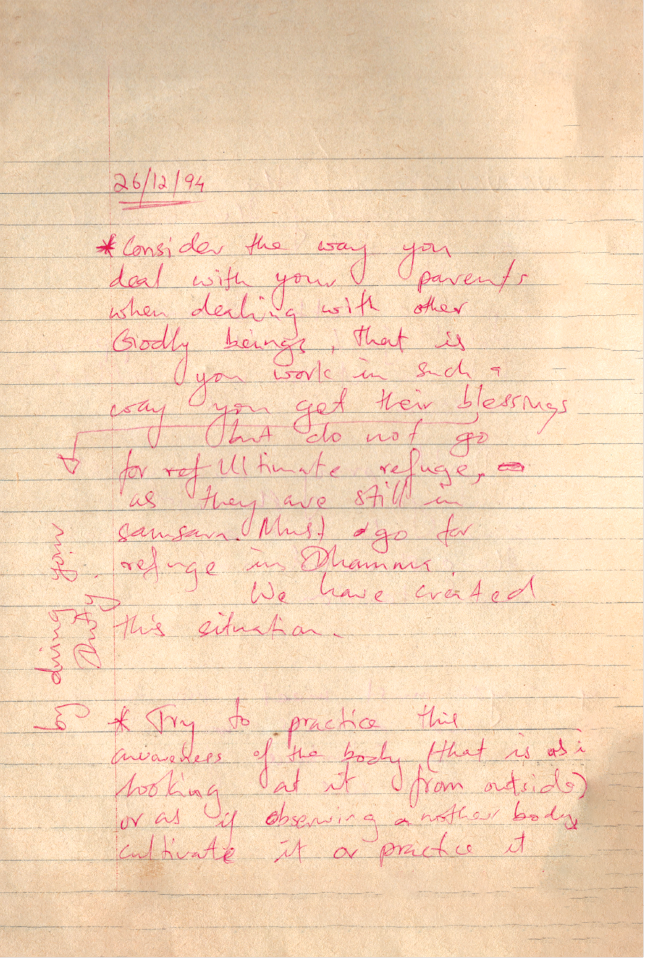 26/12/94
* Consider the way you
deal with your parents
when dealing with other
Godly beings, that is
you work in such a
way you get their blessings
but do not go
for ref Ultimate refuge,
as they are still in
samsara. Must go for
refuge in Dhamma.
We have created
this situation.
by doing your
Duty.
* Try to practice this
awareness of the body (that is as i
looking at it from outside)
or as if observing another body,
cultivate it or practice it